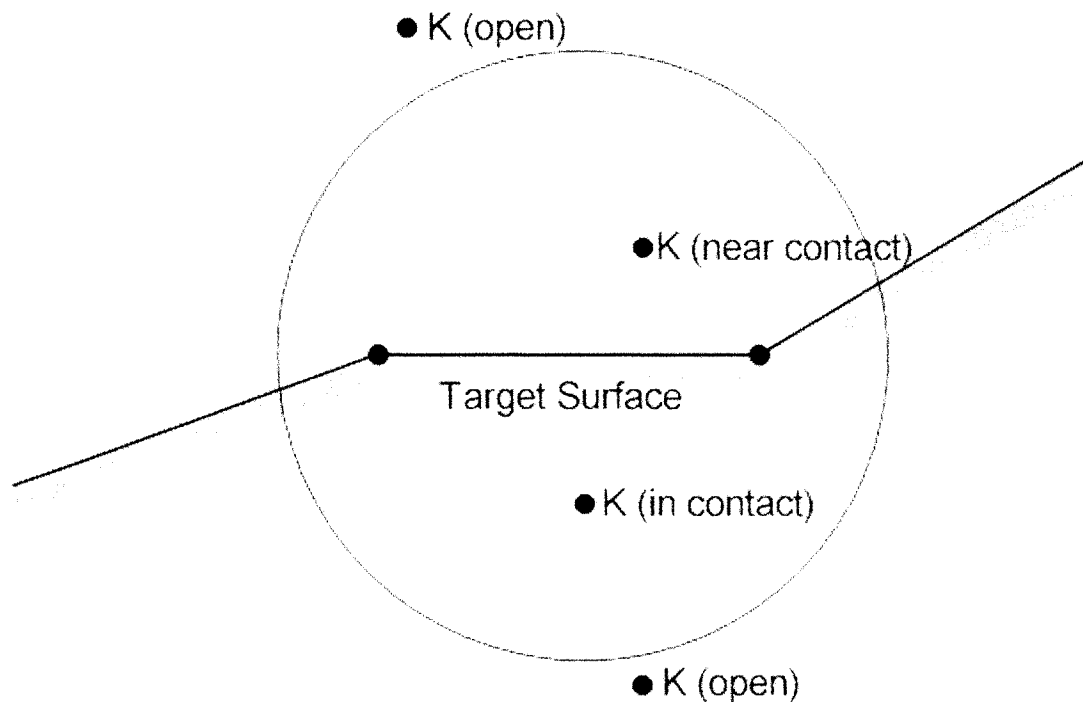 K (open)
K (near contact)
Target Surface
K (in contact)
K (open)